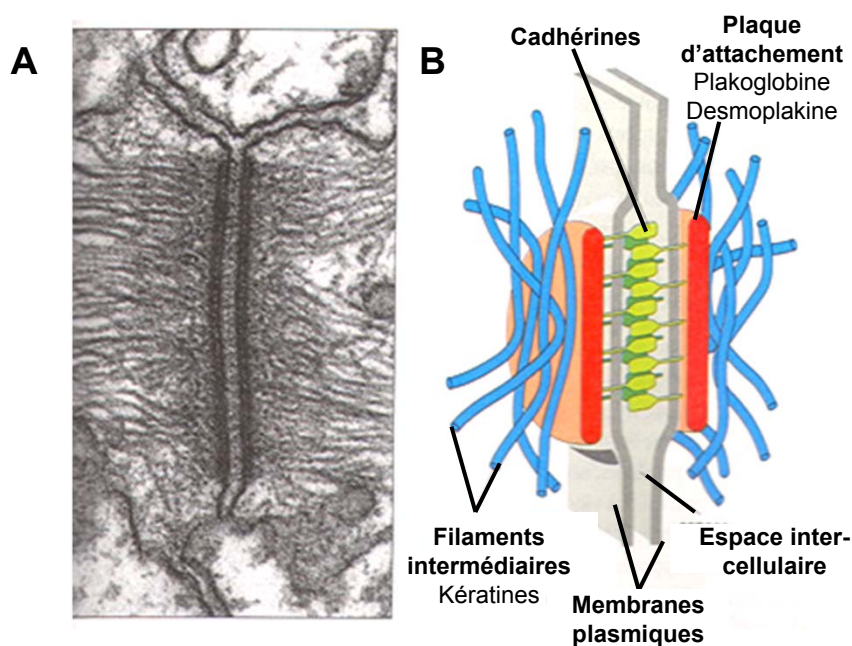 A
B
Cadhérines
Plaque
d'attachement
Plakoglobine
Desmoplakine
Filaments
intermédiaires
Kératines
Membranes
plasmiques
Espace inter-
cellulaire